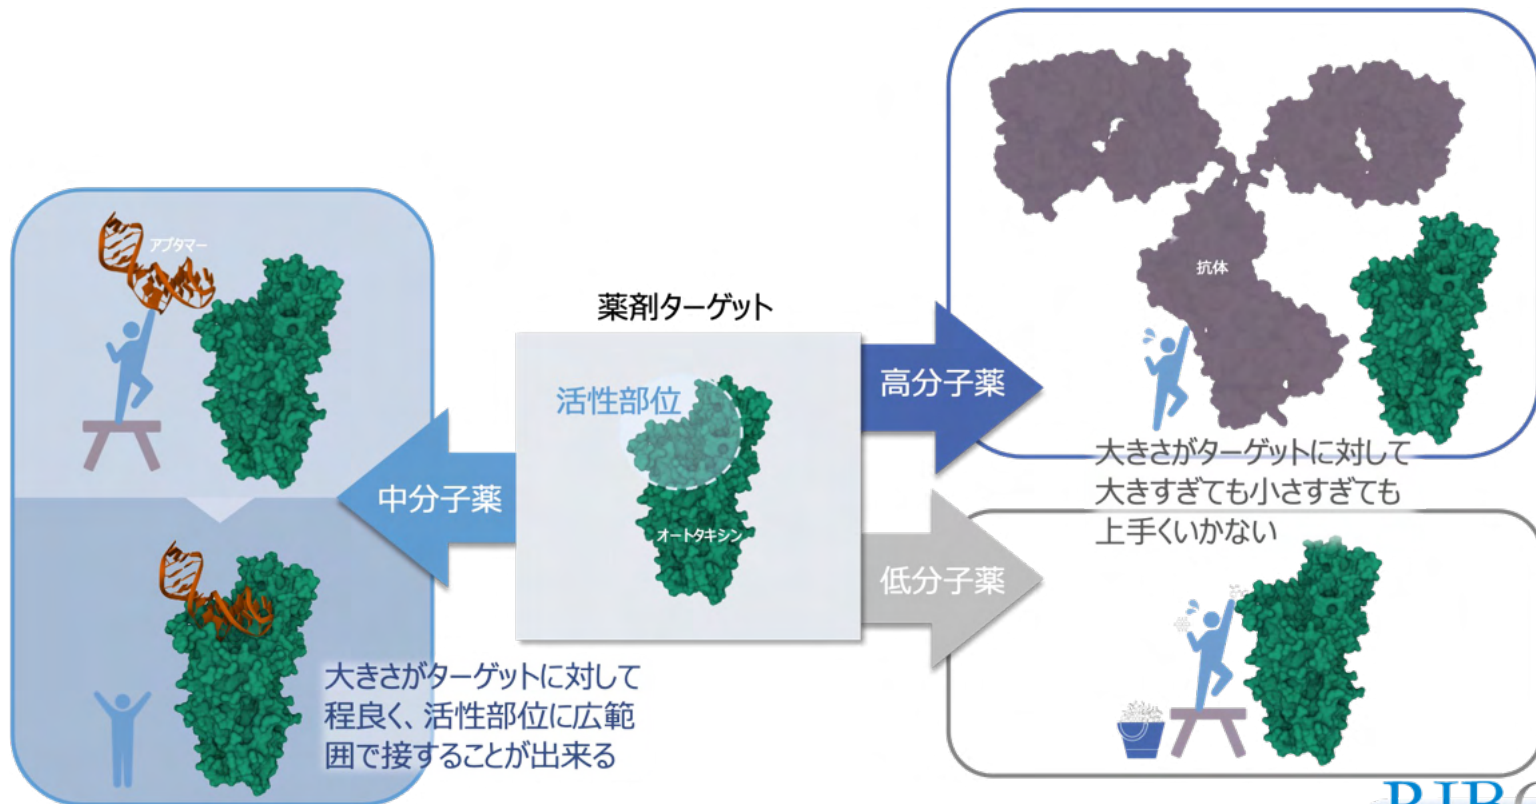 アプタマー
薬剤ターゲット
活性部位
オートタキシン
中分子薬
大きさがターゲットに対して
程良く、活性部位に広範
囲で接することが出来る
抗体
高分子薬
大きさがターゲットに対して
大きすぎても小さすぎても
上手くいかない
低分子薬